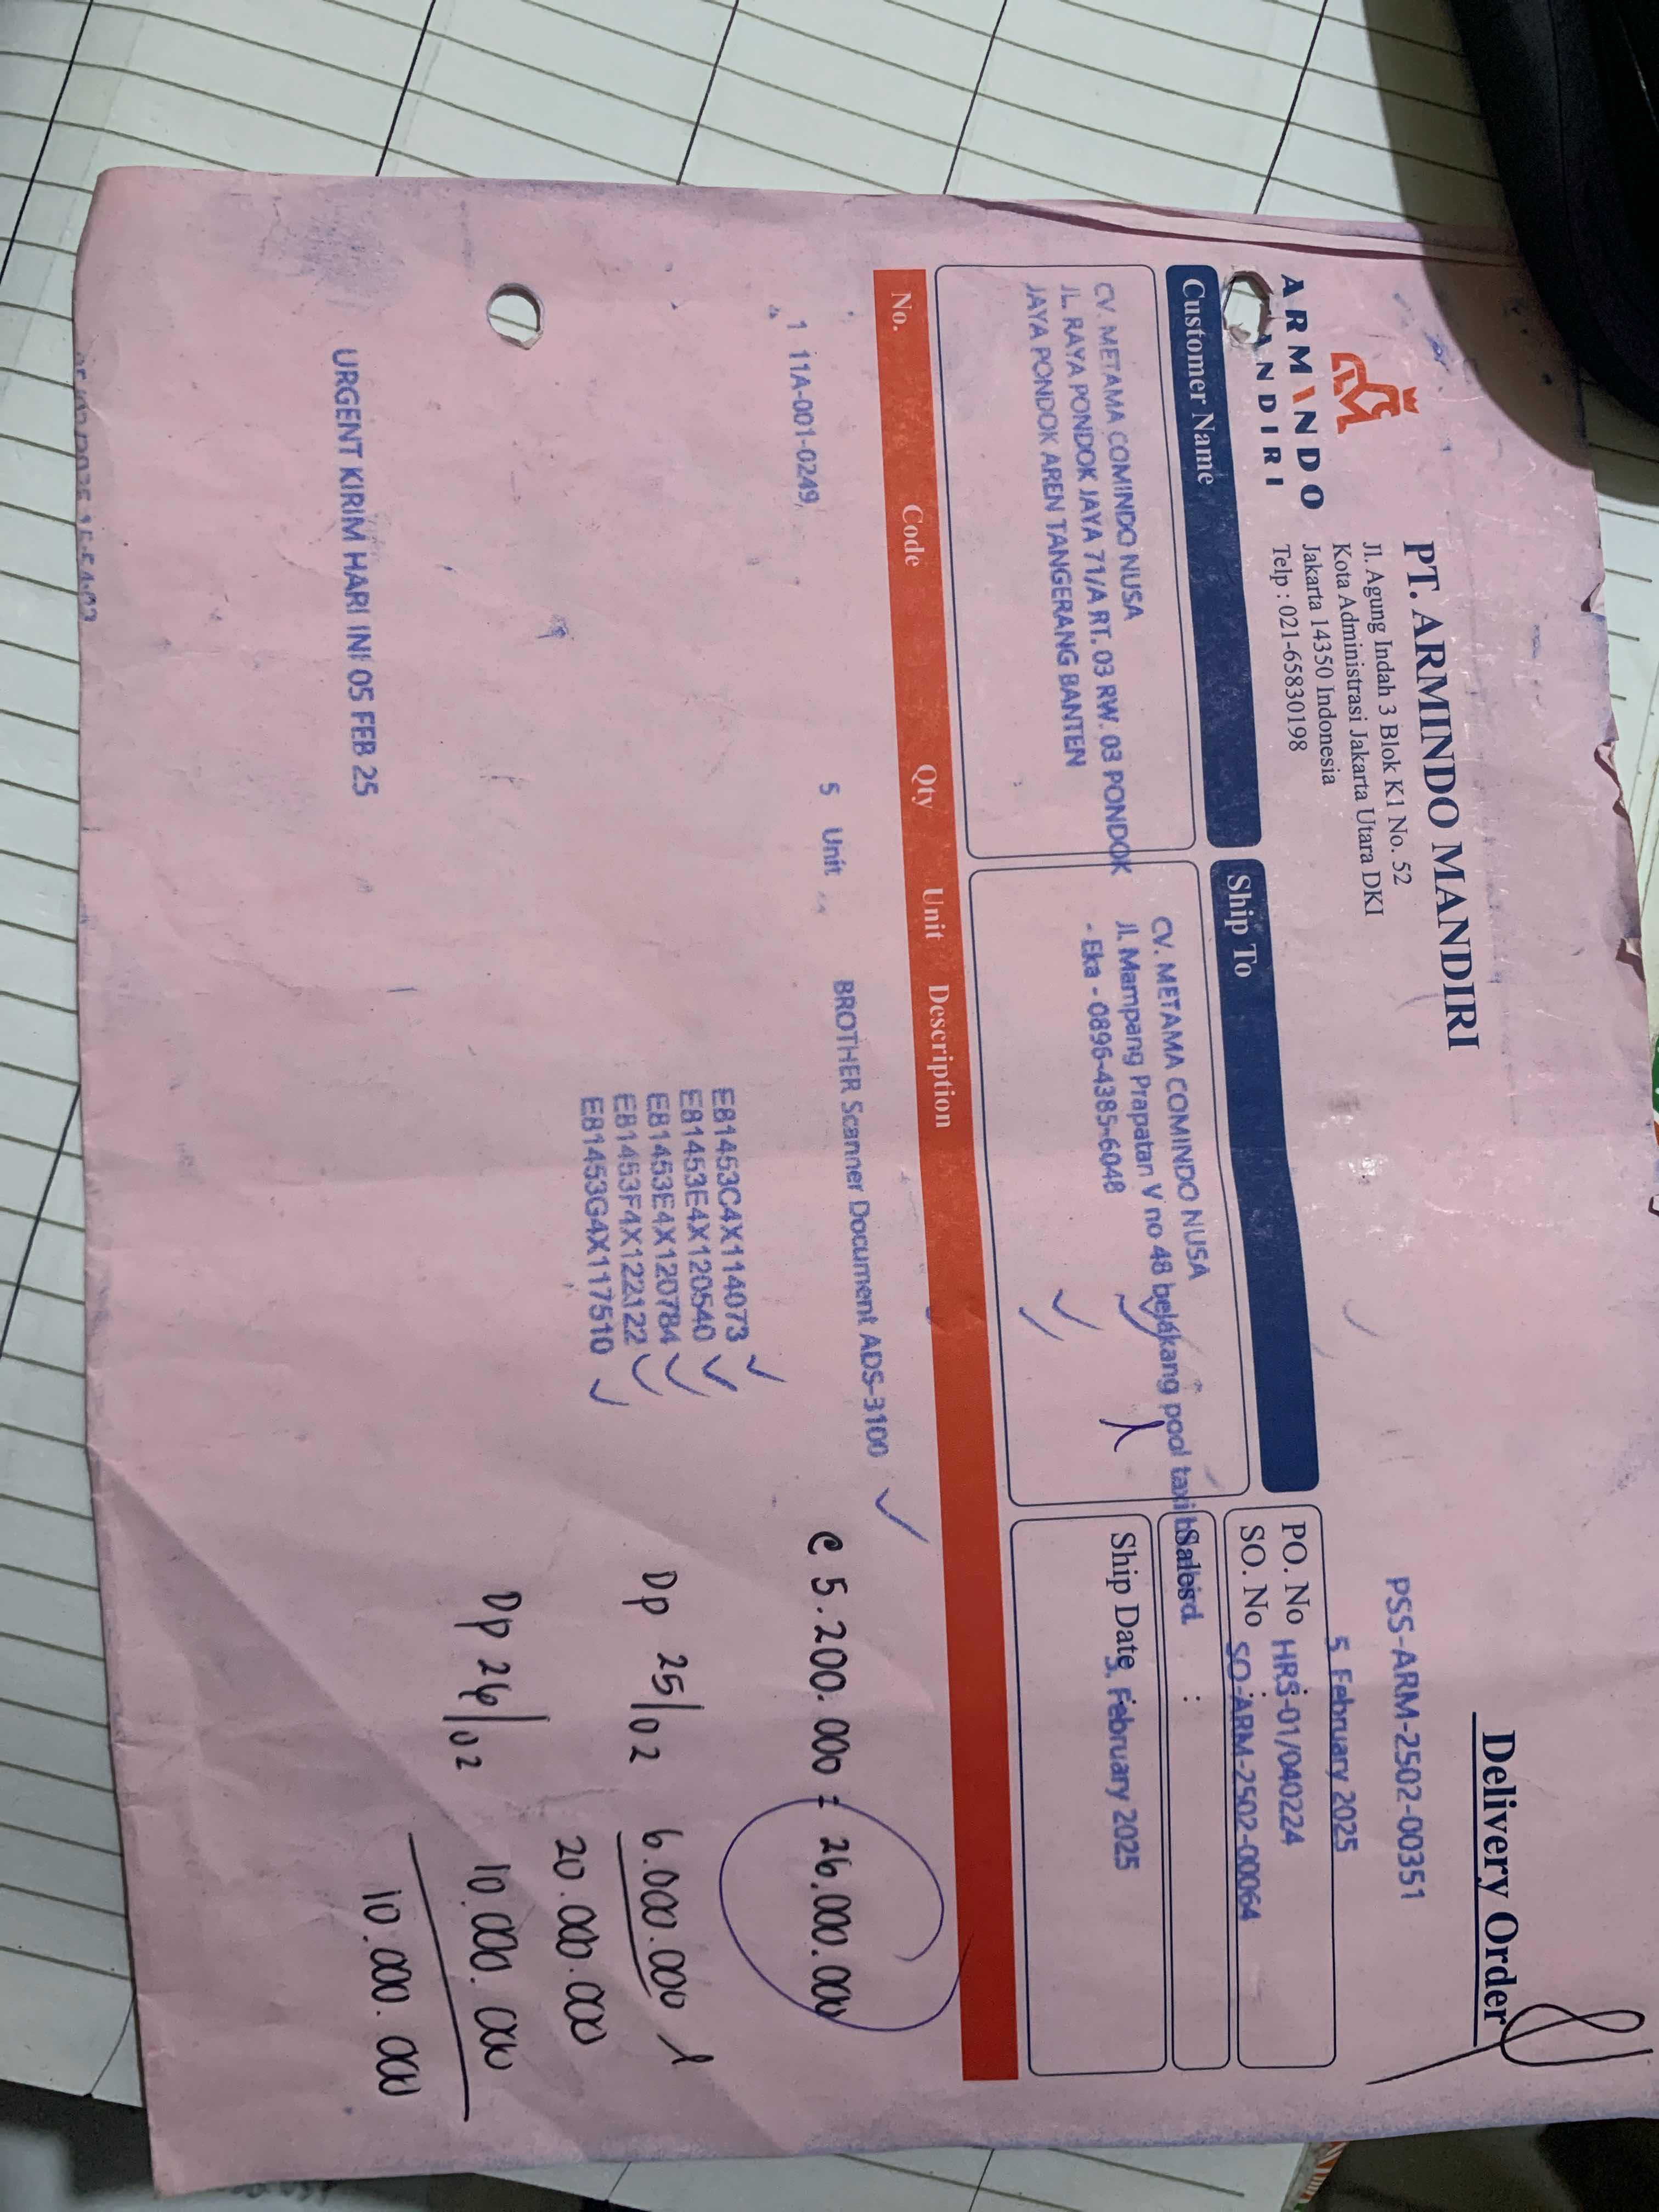 ARMINDO
MANDIRI
PT. ARMINDO MANDIRI
Jl. Agung Indah 3 Blok K1 No. 52
Kota Administrasi Jakarta Utara DKI
Jakarta 14350 Indonesia
Telp : 021-65830198
Delivery Order
PSS-ARM-2502-00351
5 February 2025
PO. No : HRS-01/040224
SO. No : SO-ARM-2502-00064
Sales :
Ship Date 5 February 2025
Customer Name
CV. METAMA COMINDO NUSA
JL. RAYA PONDOK JAYA 71/A RT. 03 RW. 03 PONDOK
JAYA PONDOK AREN TANGERANG BANTEN
Ship To
CV. METAMA COMINDO NUSA
Jl. Mampang Prapatan V no 48 belakang pool taxi
- Eka - 0896-4385-6048
No. Code Qty Unit Description
1 11A-001-0249 5 Unit BROTHER Scanner Document ADS-3100
E81453C4X114073
E81453E4X120540
E81453E4X120784
E81453F4X122122
E81453G4X117510
@ 5.200.000 = 26.000.000
Dp 25/02 6.000.000
20.000.000
Dp 26/02 10.000.000
10.000.000
URGENT KIRIM HARI INI 05 FEB 25